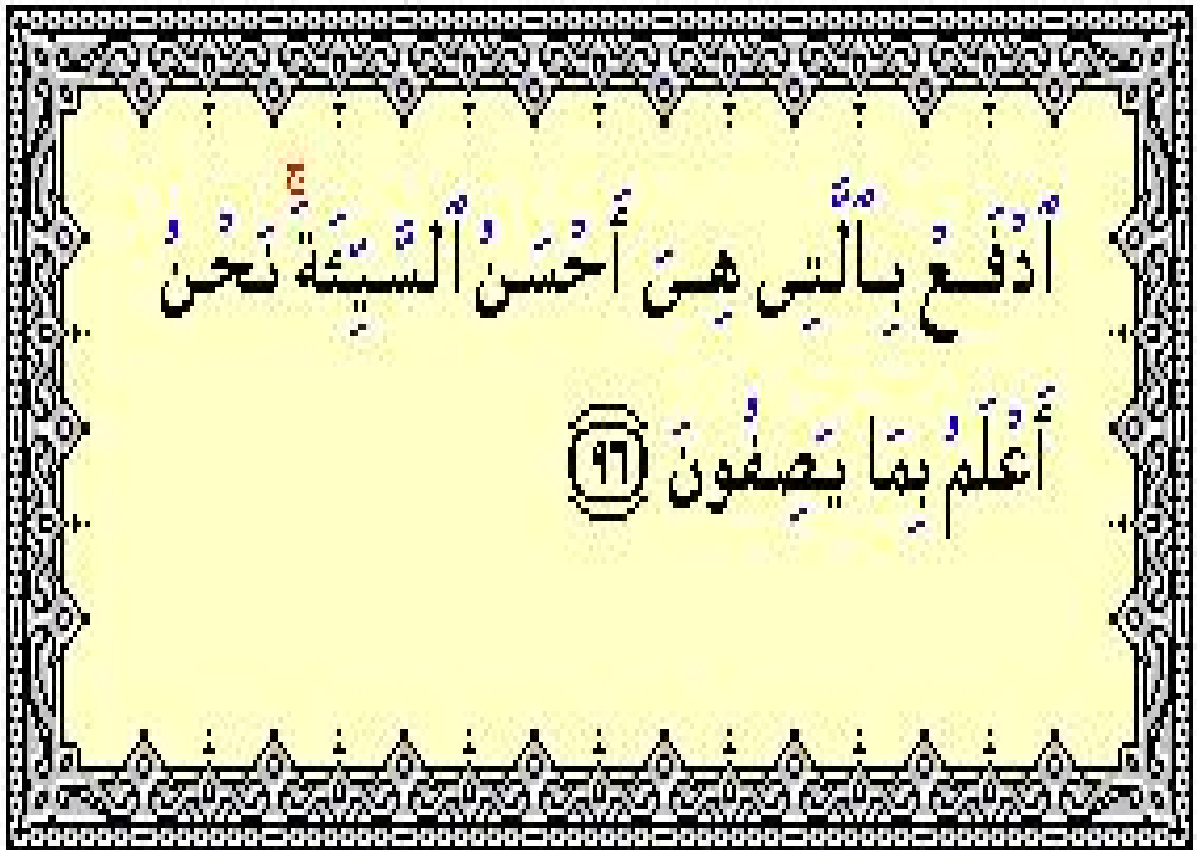 ٱدْفَعْ بِٱلَّتِى هِىَ أَحْسَنُ ٱلسَّيِّئَةَ ۚ نَحْنُ
أَعْلَمُ بِمَا يَصِفُونَ ﴿٩٦﴾